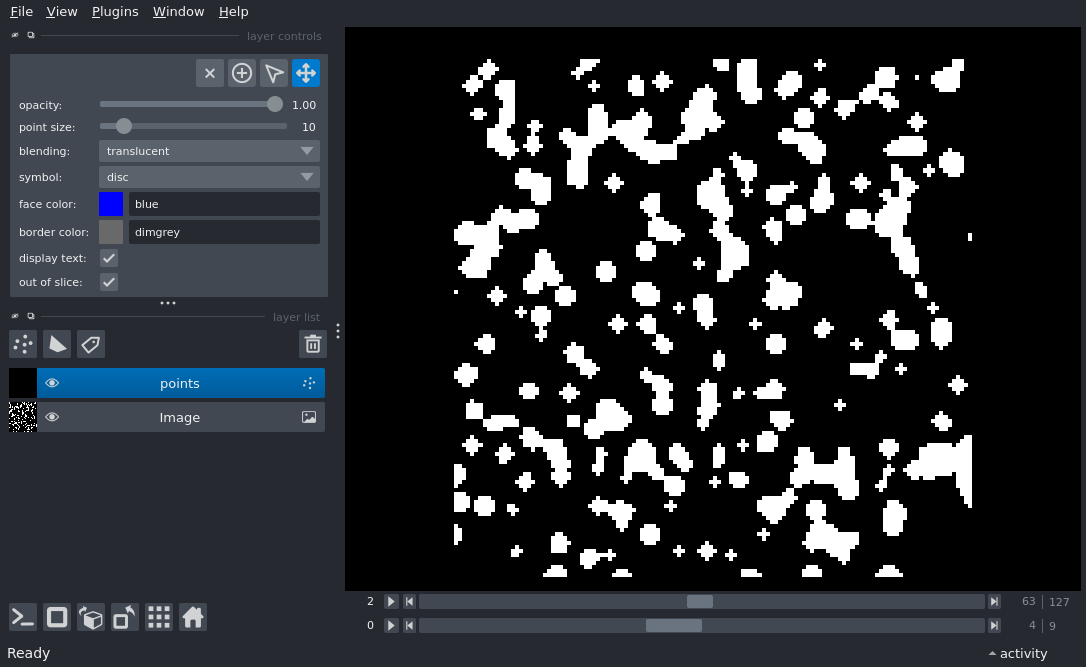 File View Plugins Window Help
layer controls
opacity: 1.00
point size: 10
blending: translucent
symbol: disc
face color: blue
border color: dimgrey
display text:
out of slice:
layer list
points
Image
2 63 127
0 4 9
Ready activity